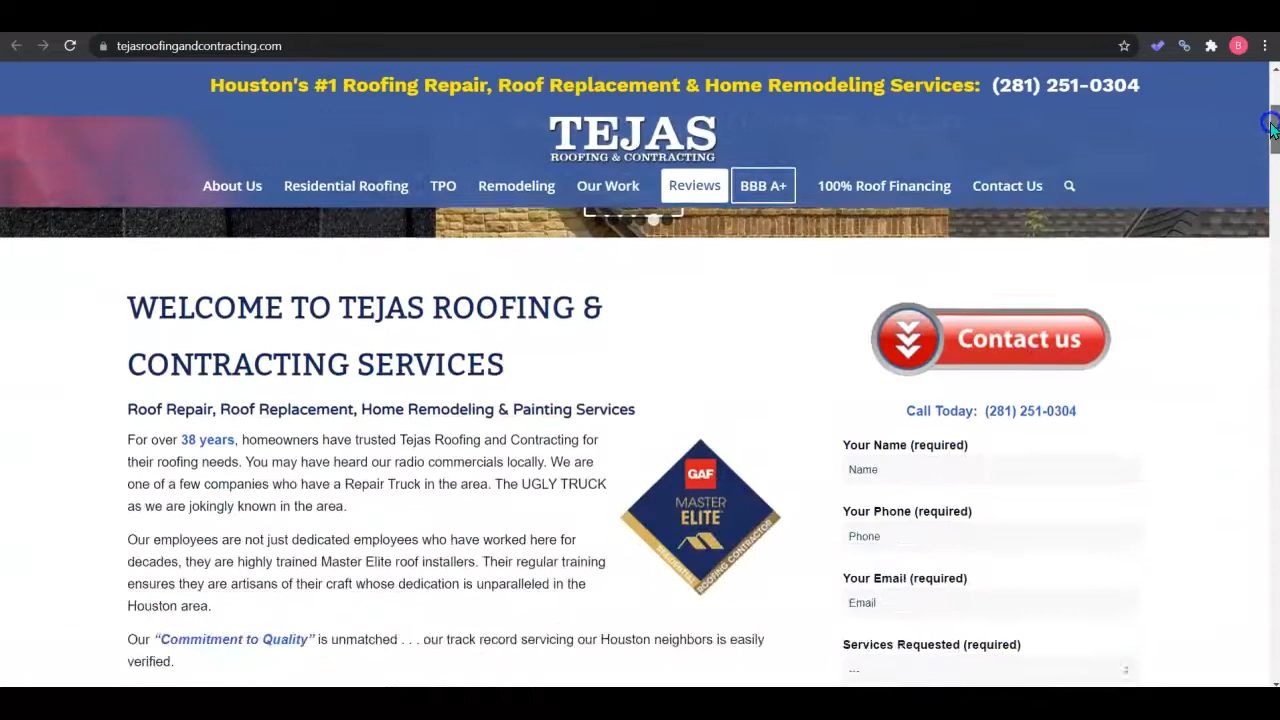 tejasroofingandcontracting.com
B
Houston's #1 Roofing Repair, Roof Replacement & Home Remodeling Services: (281) 251-0304
TEJAS
ROOFING & CONTRACTING
About Us Residential Roofing TPO Remodeling Our Work Reviews BBB A+ 100% Roof Financing Contact Us
WELCOME TO TEJAS ROOFING &
CONTRACTING SERVICES
Roof Repair, Roof Replacement, Home Remodeling & Painting Services
For over 38 years, homeowners have trusted Tejas Roofing and Contracting for
their roofing needs. You may have heard our radio commercials locally. We are
one of a few companies who have a Repair Truck in the area. The UGLY TRUCK
as we are jokingly known in the area.
Our employees are not just dedicated employees who have worked here for
decades, they are highly trained Master Elite roof installers. Their regular training
ensures they are artisans of their craft whose dedication is unparalleled in the
Houston area.
Our “Commitment to Quality” is unmatched . . . our track record servicing our Houston neighbors is easily
verified.
GAF
MASTER
ELITE
ROOFING CONTRACTOR
Contact us
Call Today: (281) 251-0304
Your Name (required)
Name
Your Phone (required)
Phone
Your Email (required)
Email
Services Requested (required)
---